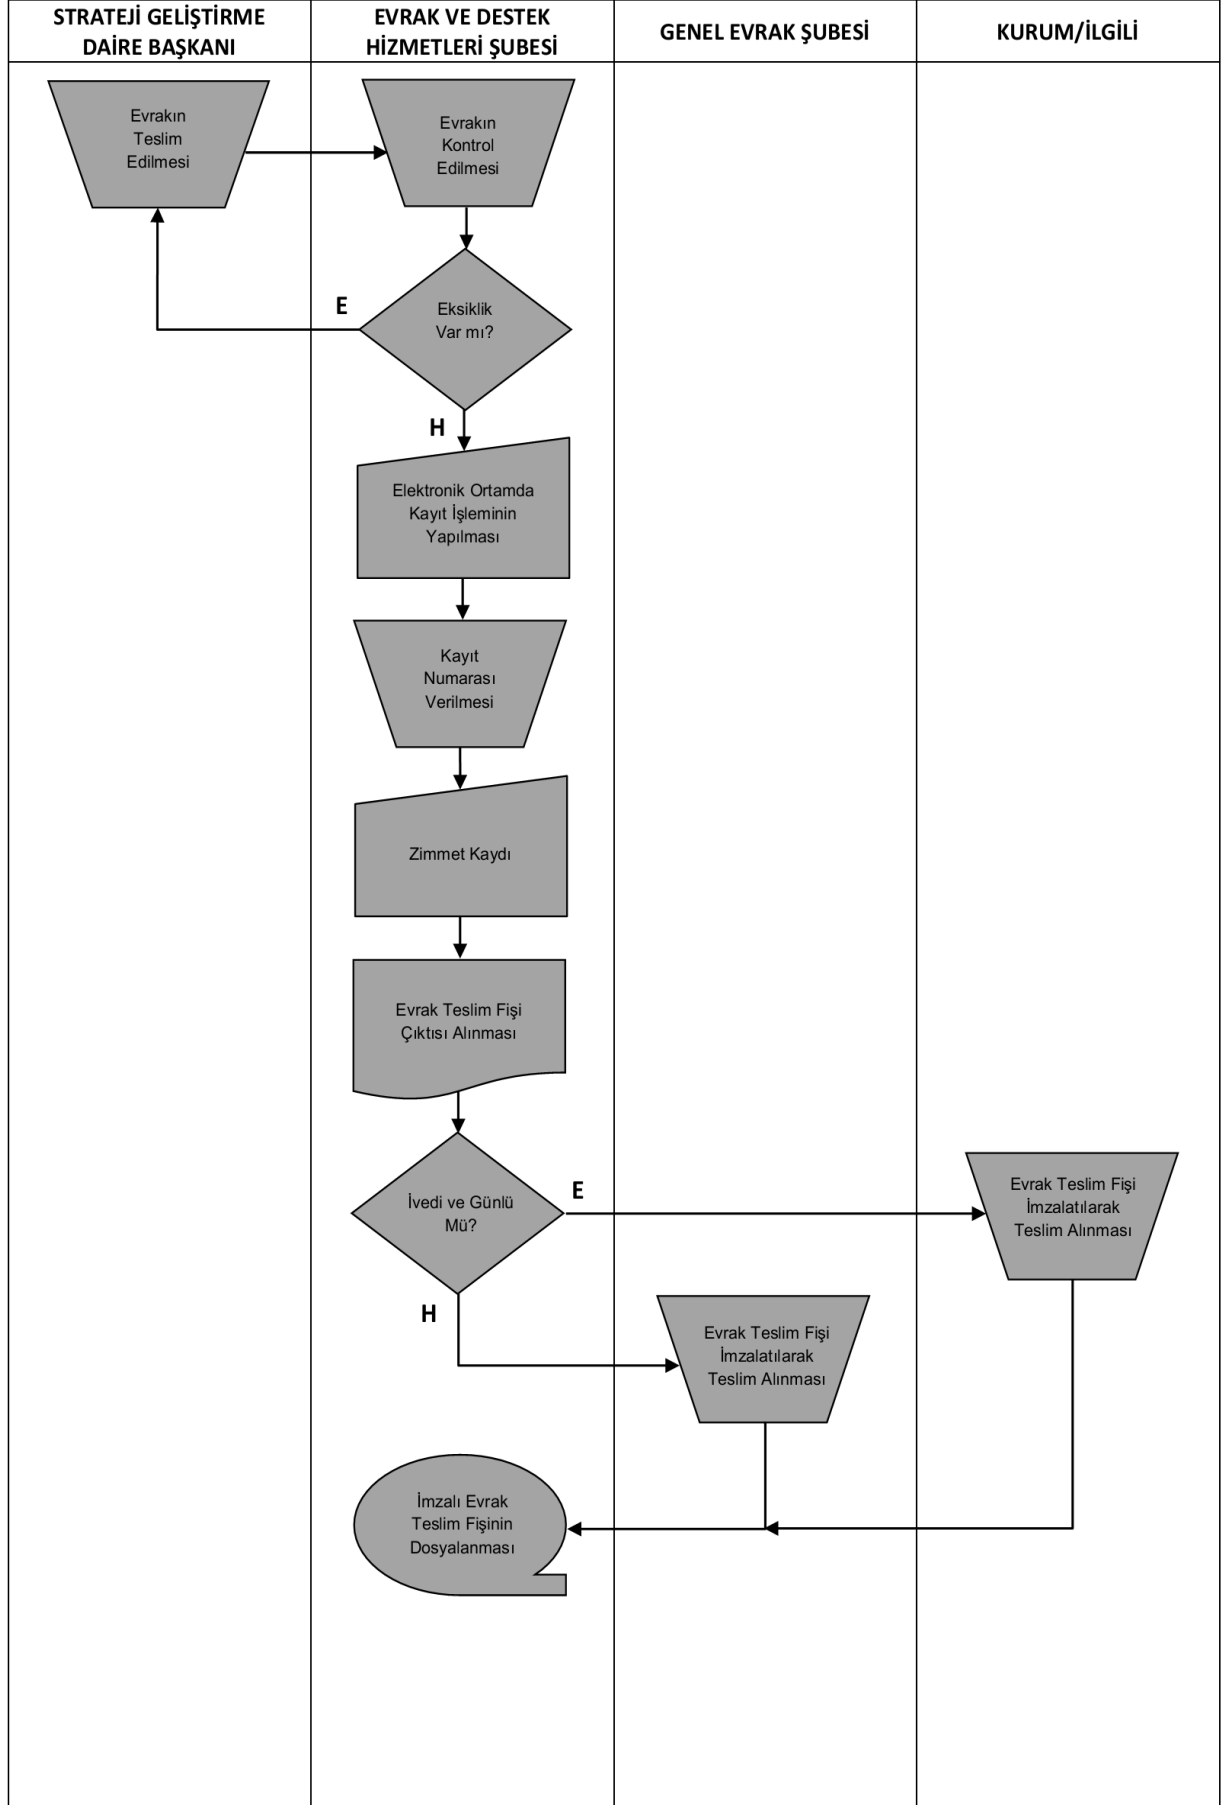 STRATEJİ GELİŞTİRME
DAİRE BAŞKANI
EVRAK VE DESTEK
HİZMETLERİ ŞUBESİ
GENEL EVRAK ŞUBESİ
KURUM/İLGİLİ
Evrakın
Teslim
Edilmesi
Evrakın
Kontrol
Edilmesi
E
Eksiklik
Var mı?
H
Elektronik Ortamda
Kayıt İşleminin
Yapılması
Kayıt
Numarası
Verilmesi
Zimmet Kaydı
Evrak Teslim Fişi
Çıktısı Alınması
İvedi ve Günlü
Mü?
E
Evrak Teslim Fişi
İmzalatılarak
Teslim Alınması
H
Evrak Teslim Fişi
İmzalatılarak
Teslim Alınması
İmzalı Evrak
Teslim Fişinin
Dosyalanması